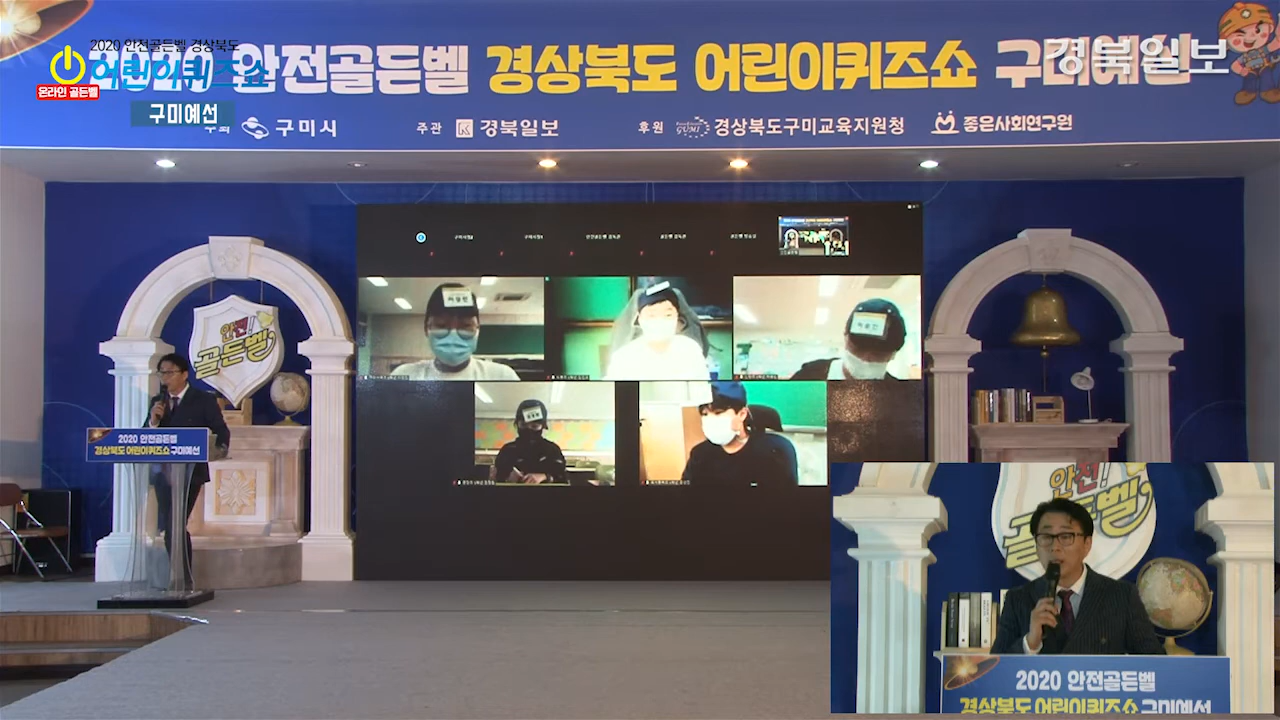 2020 안전골든벨 경상북도
어린이퀴즈쇼
온라인 골든벨
구미예선
안전골든벨 경상북도 어린이퀴즈쇼 구미예선
경북일보
주최 구미시
주관 경북일보
후원 경상북도구미교육지원청
좋은사회연구원
안전!
골든벨
2020 안전골든벨
경상북도 어린이퀴즈쇼 구미예선
안전!
골든벨
2020 안전골든벨
경상북도 어린이퀴즈쇼 구미예선